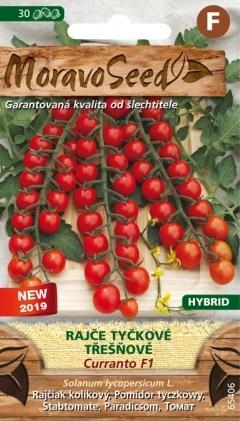 30
F
MoravoSeed
Garantovaná kvalita od šlechtitele
NEW
2019
HYBRID
RAJČE TYČKOVÉ
TŘEŠŇOVÉ
Curranto F1
Solanum lycopersicum L.
Rajčiak kolíkový, Pomidor tyczkowy,
Stabtomate, Paradicsom, Томат
65406